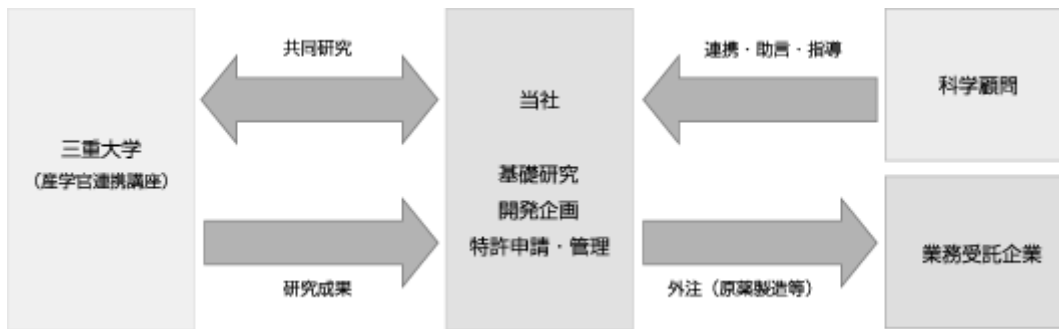 三重大学
（産学官連携講座）
共同研究
研究成果
当社
基礎研究
開発企画
特許申請・管理
連携・助言・指導
外注（原薬製造等）
科学顧問
業務受託企業